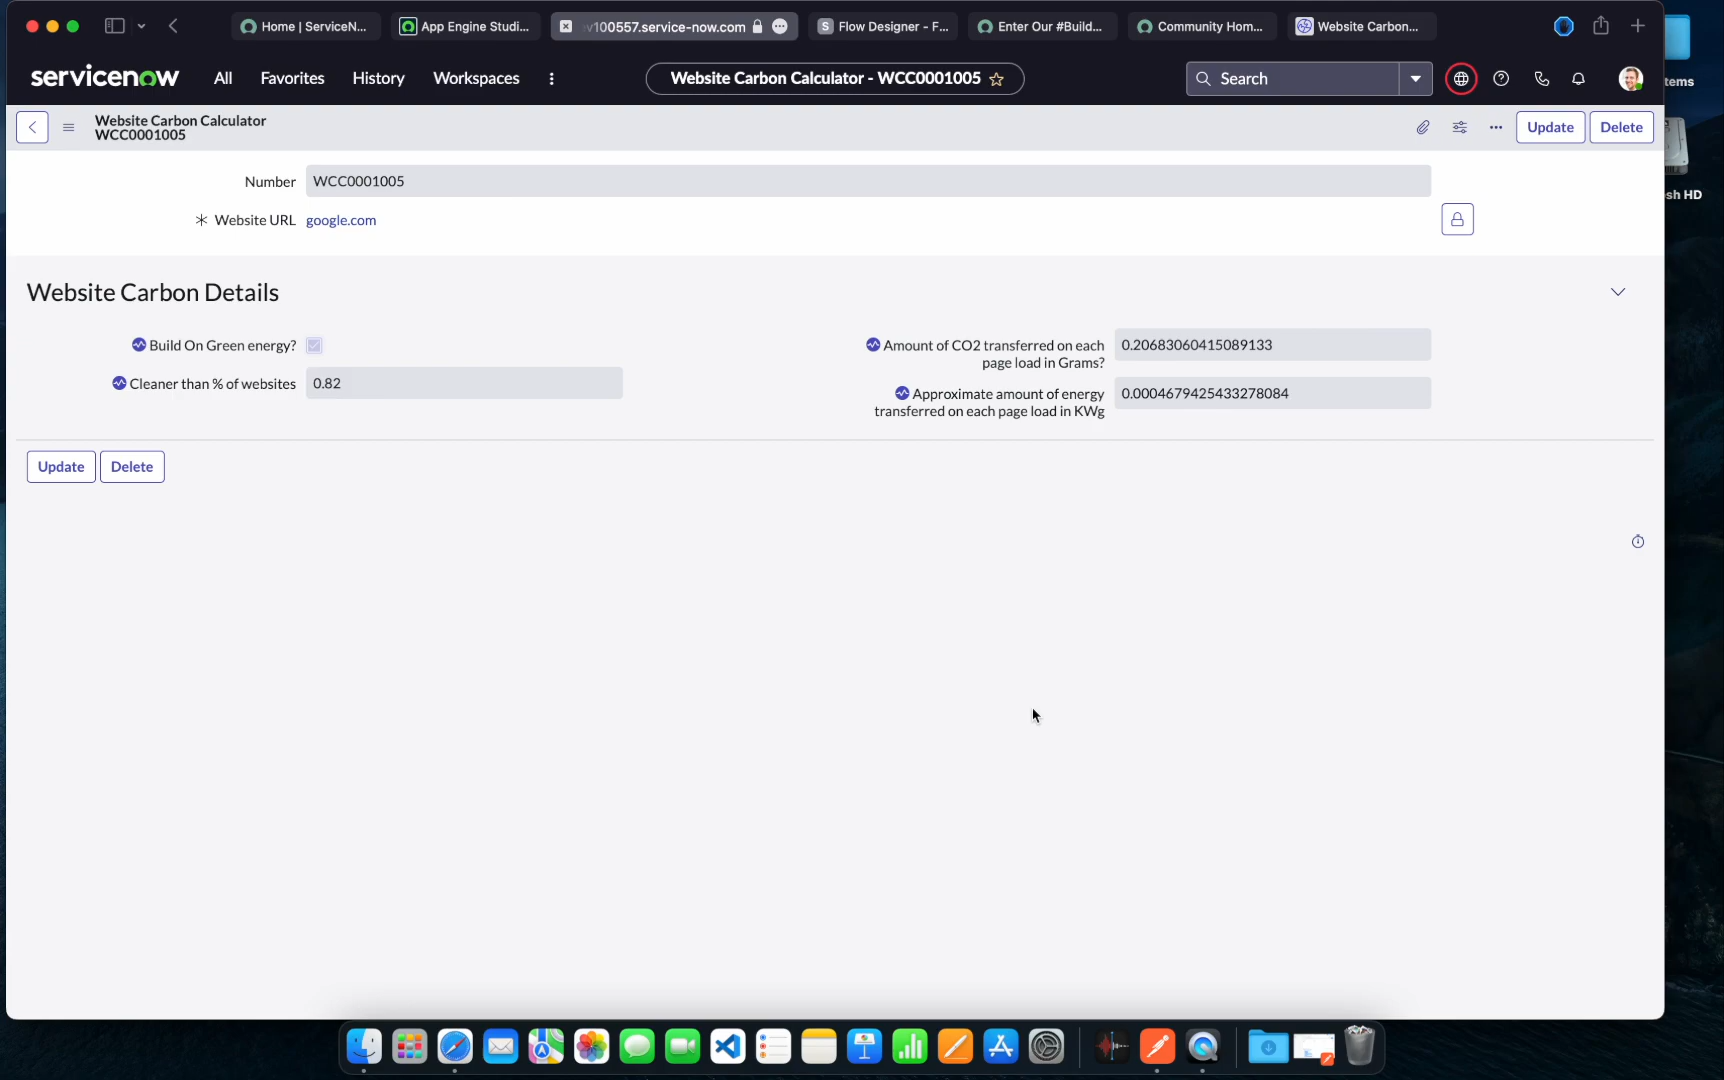 Home | ServiceN...
App Engine Studi...
v100557.service-now.com
S Flow Designer - F...
Enter Our #Build...
Community Hom...
Website Carbon...
servicenow
All
Favorites
History
Workspaces
Website Carbon Calculator - WCC0001005
Search
tems
Website Carbon Calculator
WCC0001005
Update
Delete
Number
WCC0001005
Website URL
google.com
sh HD
Website Carbon Details
Build On Green energy?
Cleaner than % of websites
0.82
Amount of CO2 transferred on each
page load in Grams?
0.20683060415089133
Approximate amount of energy
transferred on each page load in KWg
0.0004679425433278084
Update
Delete